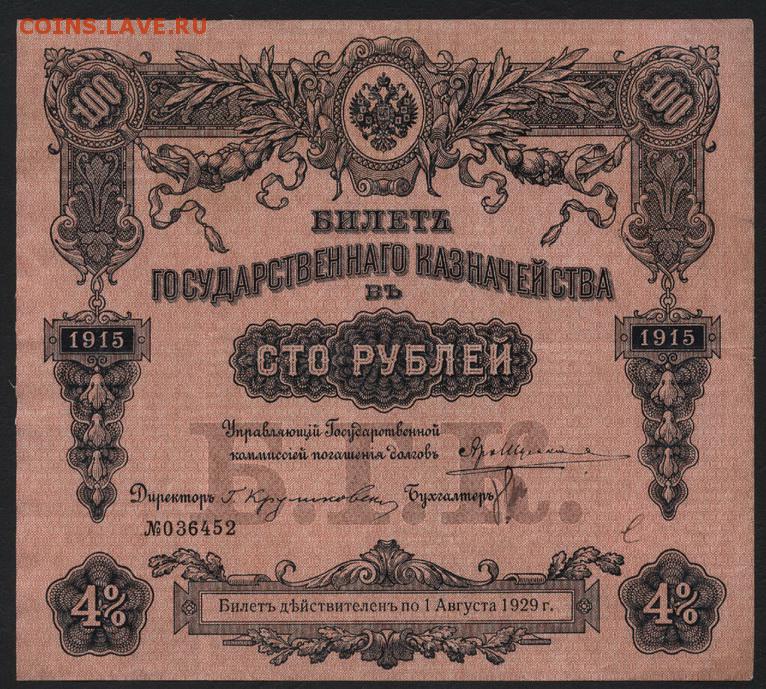 COINS.LAVE.RU
100 100
БИЛЕТЪ
ГОСУДАРСТВЕННАГО КАЗНАЧЕЙСТВА
ВЪ
1915 1915
СТО РУБЛЕЙ
Б.Г.К.
Управляющій Государственной
коммиссіей погашенія долговъ
Директоръ Бухгалтеръ
№036452
4% 4%
Билетъ дѣйствителенъ по 1 Августа 1929 г.